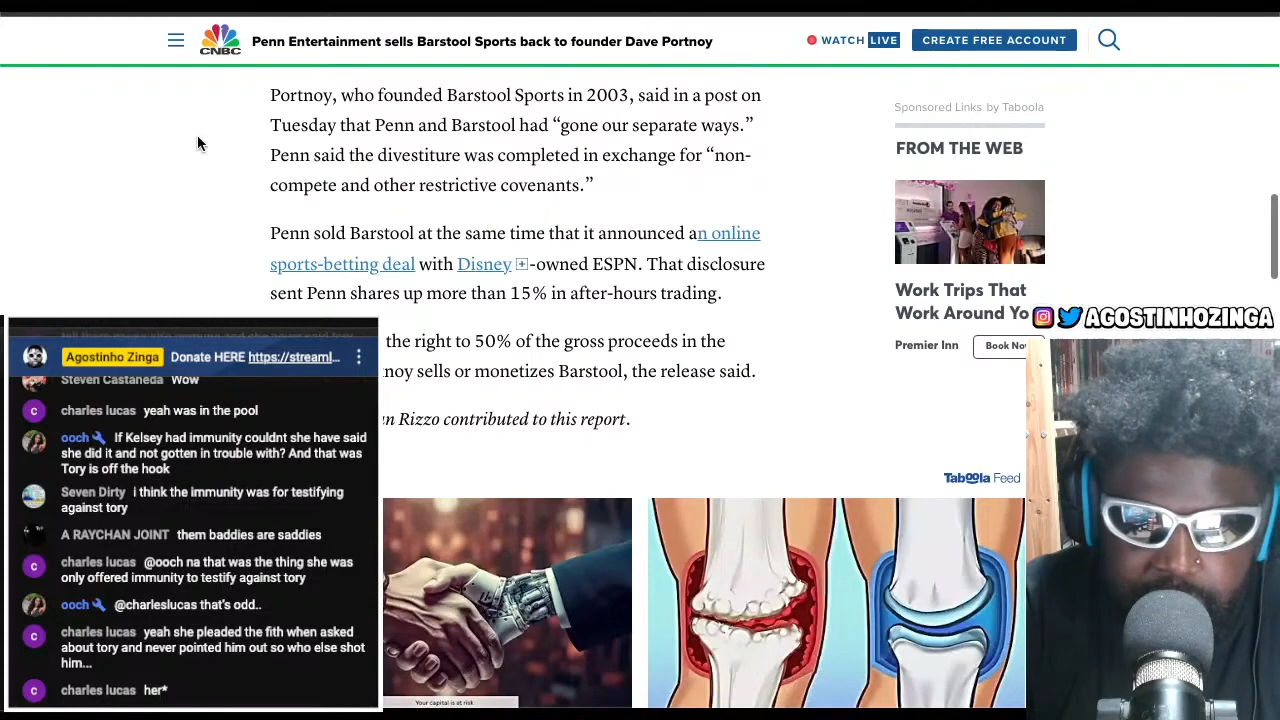 CNBC
Penn Entertainment sells Barstool Sports back to founder Dave Portnoy
WATCH LIVE
CREATE FREE ACCOUNT
Portnoy, who founded Barstool Sports in 2003, said in a post on
Tuesday that Penn and Barstool had “gone our separate ways.”
Penn said the divestiture was completed in exchange for “non-
compete and other restrictive covenants.”
Penn sold Barstool at the same time that it announced an online
sports-betting deal with Disney -owned ESPN. That disclosure
sent Penn shares up more than 15% in after-hours trading.
the right to 50% of the gross proceeds in the
noy sells or monetizes Barstool, the release said.
n Rizzo contributed to this report.
Taboola Feed
Your capital is at risk
Sponsored Links by Taboola
FROM THE WEB
Work Trips That
Work Around Yo
Premier Inn
Book Now
AGOSTINHOZINGA
Agostinho Zinga Donate HERE https://streaml...
Steven Castaneda Wow
c charles lucas yeah was in the pool
ooch If Kelsey had immunity couldnt she have said
she did it and not gotten in trouble with? And that was
Tory is off the hook
Seven Dirty i think the immunity was for testifying
against tory
A RAYCHAN JOINT them baddies are saddies
c charles lucas @ooch na that was the thing she was
only offered immunity to testify against tory
ooch @charleslucas that's odd..
c charles lucas yeah she pleaded the fith when asked
about tory and never pointed him out so who else shot
him...
c charles lucas her*